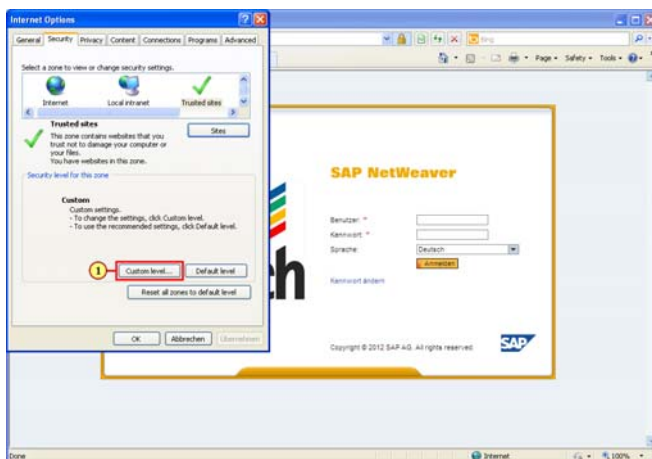 Internet Options
General Security Privacy Content Connections Programs Advanced
Select a zone to view or change security settings.
Internet Local intranet Trusted sites
Trusted sites
Sites
This zone contains websites that you
trust not to damage your computer or
your files.
You have websites in this zone.
Security level for this zone
Custom
Custom settings.
- To change the settings, click Custom level.
- To use the recommended settings, click Default level.
1
Custom level... Default level
Reset all zones to default level
OK Abbrechen Übernehmen
Bing
Page Safety Tools
SAP NetWeaver
Benutzer: *
Kennwort: *
Sprache: Deutsch
Anmelden
Kennwort ändern
ch
Copyright © 2012 SAP AG. All rights reserved.
SAP
Done Internet 100%